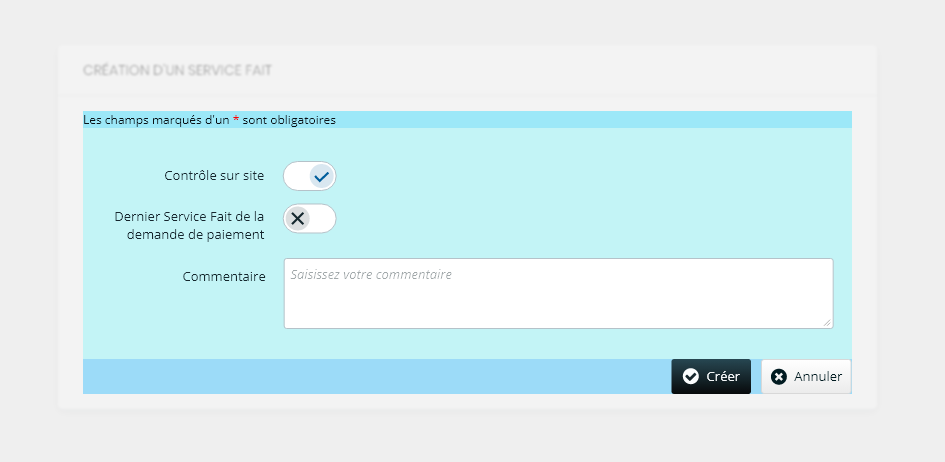 CRÉATION D'UN SERVICE FAIT
Les champs marqués d'un * sont obligatoires
Contrôle sur site
Dernier Service Fait de la
demande de paiement
Commentaire
Saisissez votre commentaire
Créer
Annuler